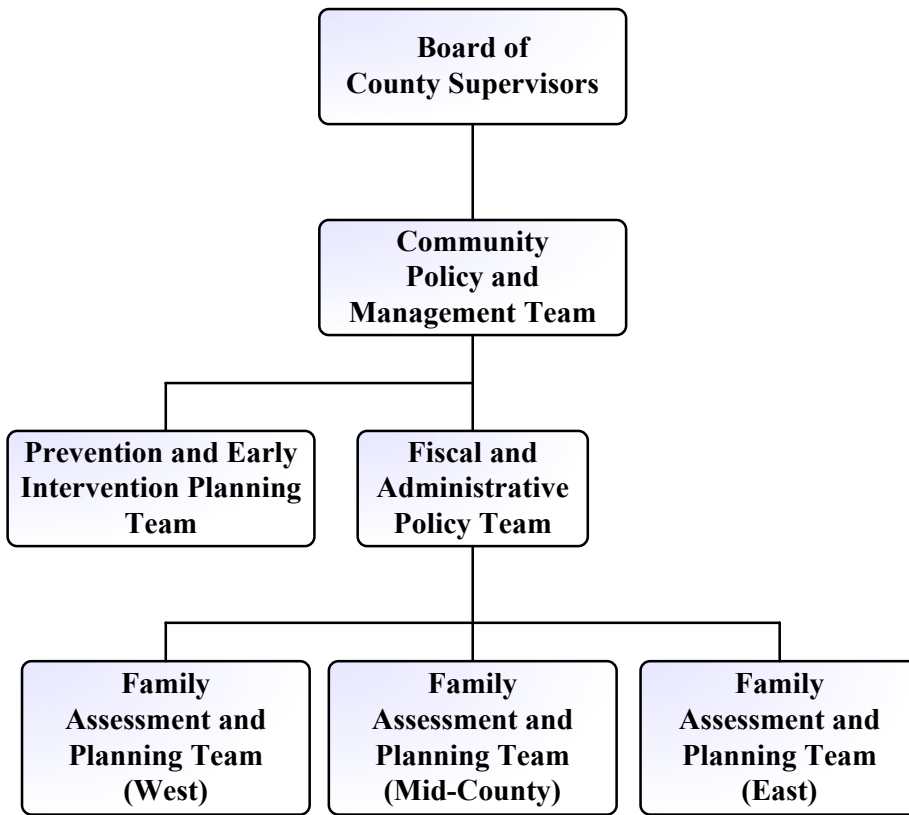 Board of
County Supervisors
Community
Policy and
Management Team
Prevention and Early
Intervention Planning
Team
Fiscal and
Administrative
Policy Team
Family
Assessment and
Planning Team
(West)
Family
Assessment and
Planning Team
(Mid-County)
Family
Assessment and
Planning Team
(East)